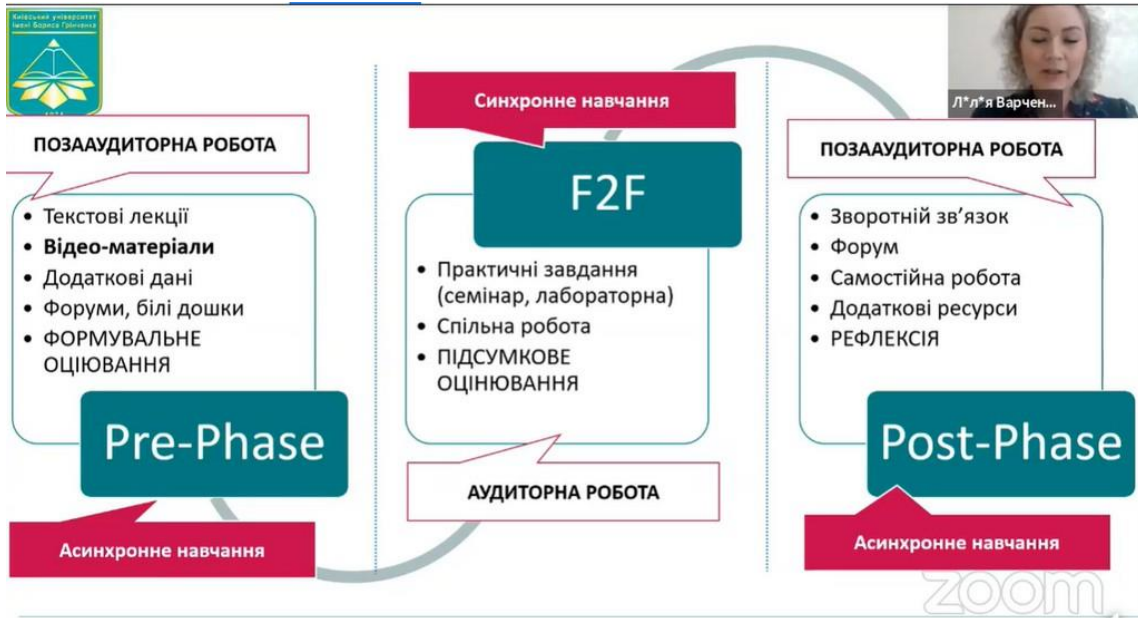 Київський університет
імені Бориса Грінченка
Л*л*я Варчен...
ПОЗААУДИТОРНА РОБОТА
• Текстові лекції
• Відео-матеріали
• Додаткові дані
• Форуми, білі дошки
• ФОРМУВАЛЬНЕ
ОЦІЮВАННЯ
Pre-Phase
Асинхронне навчання
Синхронне навчання
F2F
• Практичні завдання
(семінар, лабораторна)
• Спільна робота
• ПІДСУМКОВЕ
ОЦІНЮВАННЯ
АУДИТОРНА РОБОТА
ПОЗААУДИТОРНА РОБОТА
• Зворотній зв’язок
• Форум
• Самостійна робота
• Додаткові ресурси
• РЕФЛЕКСІЯ
Post-Phase
Асинхронне навчання
zoom